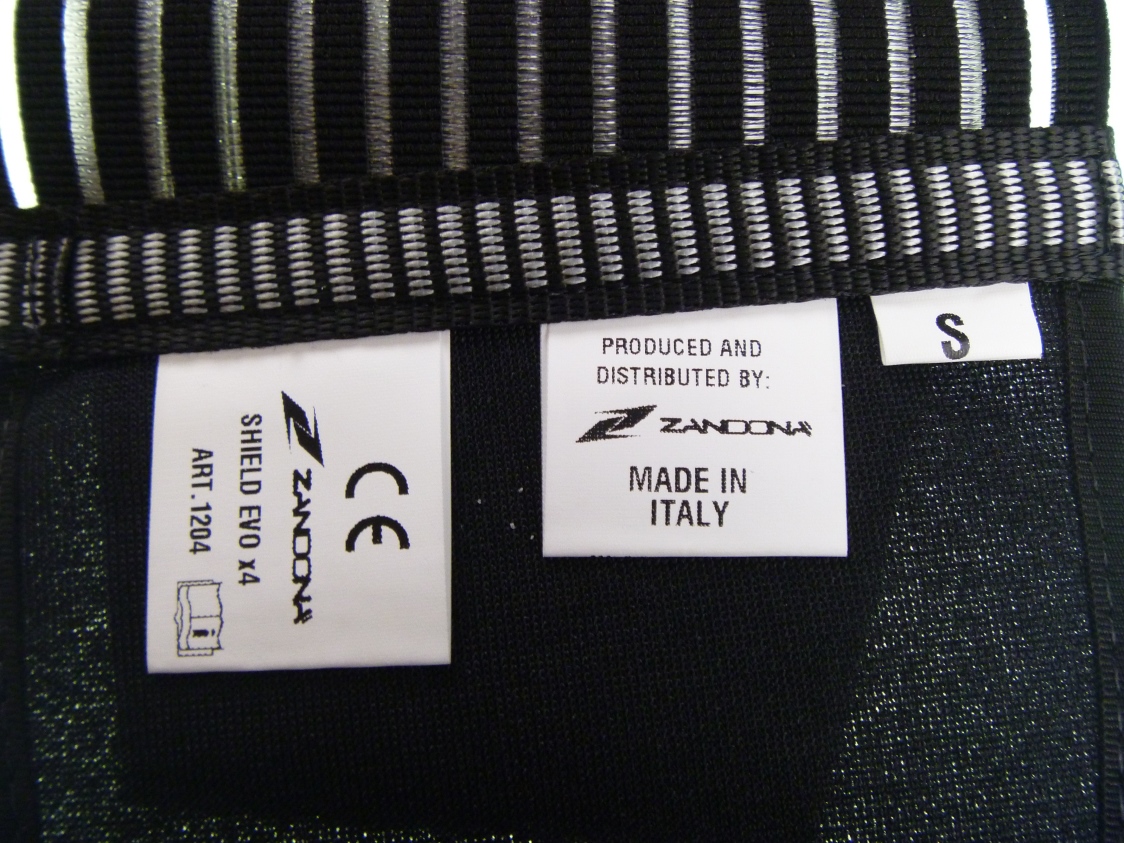 CE
ZANDONA
SHIELD EVO x4
ART.1204
i
PRODUCED AND
DISTRIBUTED BY:
ZANDONA
MADE IN
ITALY
S